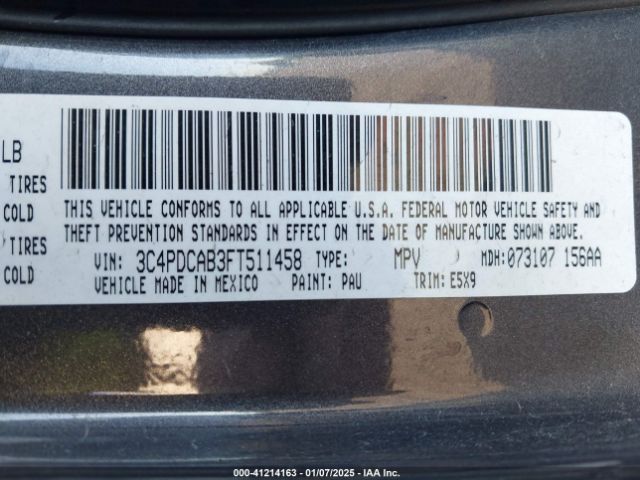 LB
TIRES
COLD
TIRES
COLD
THIS VEHICLE CONFORMS TO ALL APPLICABLE U.S.A. FEDERAL MOTOR VEHICLE SAFETY AND
THEFT PREVENTION STANDARDS IN EFFECT ON THE DATE OF MANUFACTURE SHOWN ABOVE.
VIN: 3C4PDCAB3FT511458 TYPE: MPV MDH: 073107 156AA
VEHICLE MADE IN MEXICO PAINT: PAU TRIM: E5X9
000-41214163 - 01/07/2025 - IAA Inc.